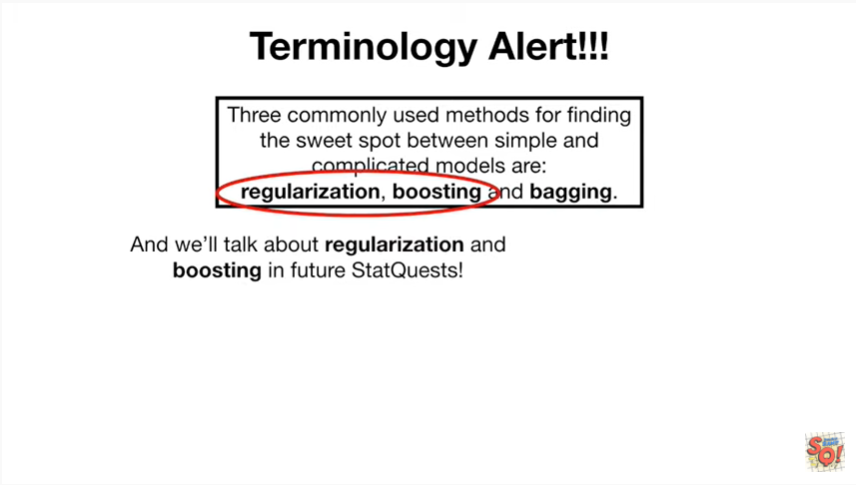 Terminology Alert!!!
Three commonly used methods for finding
the sweet spot between simple and
complicated models are:
regularization, boosting and bagging.
And we'll talk about regularization and
boosting in future StatQuests!
SQ!